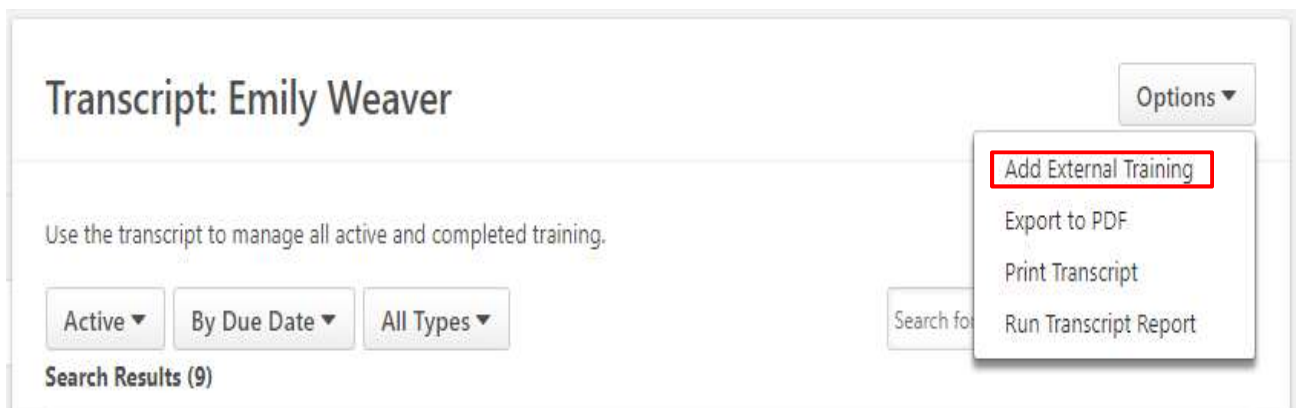 Transcript: Emily Weaver
Options
Add External Training
Export to PDF
Print Transcript
Run Transcript Report
Use the transcript to manage all active and completed training.
Active By Due Date All Types
Search
Search Results (9)